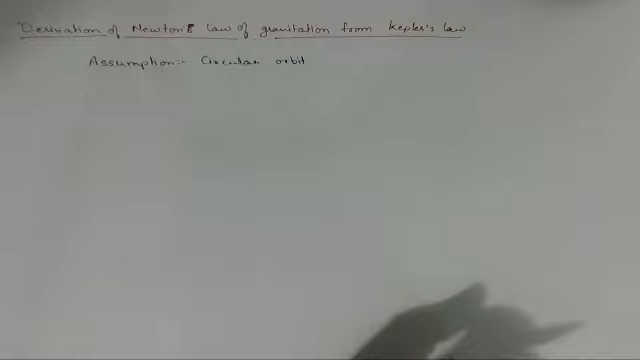 Derivation of Newton's law of gravitation from Kepler's law
Assumption:- Circular orbit